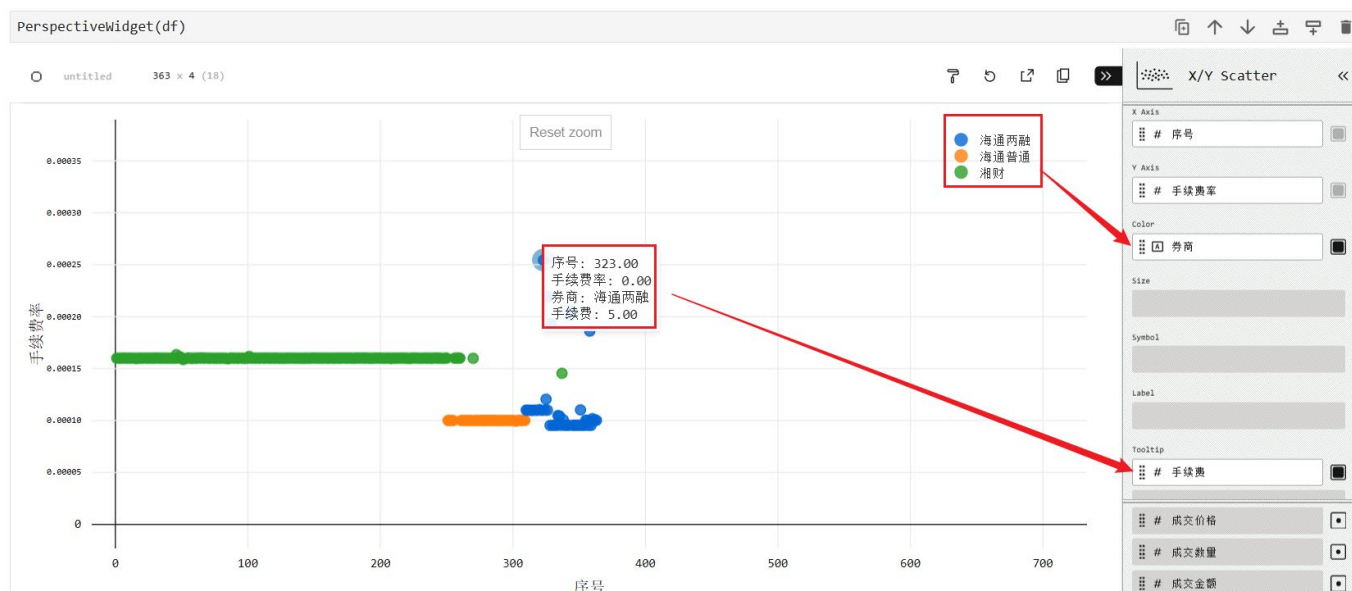 PerspectiveWidget(df)
untitled
363 x 4 (18)
X/Y Scatter
Reset zoom
海通两融
海通普通
湘财
序号: 323.00
手续费率: 0.00
券商: 海通两融
手续费: 5.00
手续费率
0.00035
0.00030
0.00025
0.00020
0.00015
0.00010
0.00005
0
0
100
200
300
400
500
600
700
序号
X Axis
# 序号
Y Axis
# 手续费率
Color
A 券商
Size
Symbol
Label
Tooltip
# 手续费
# 成交价格
# 成交数量
# 成交金额